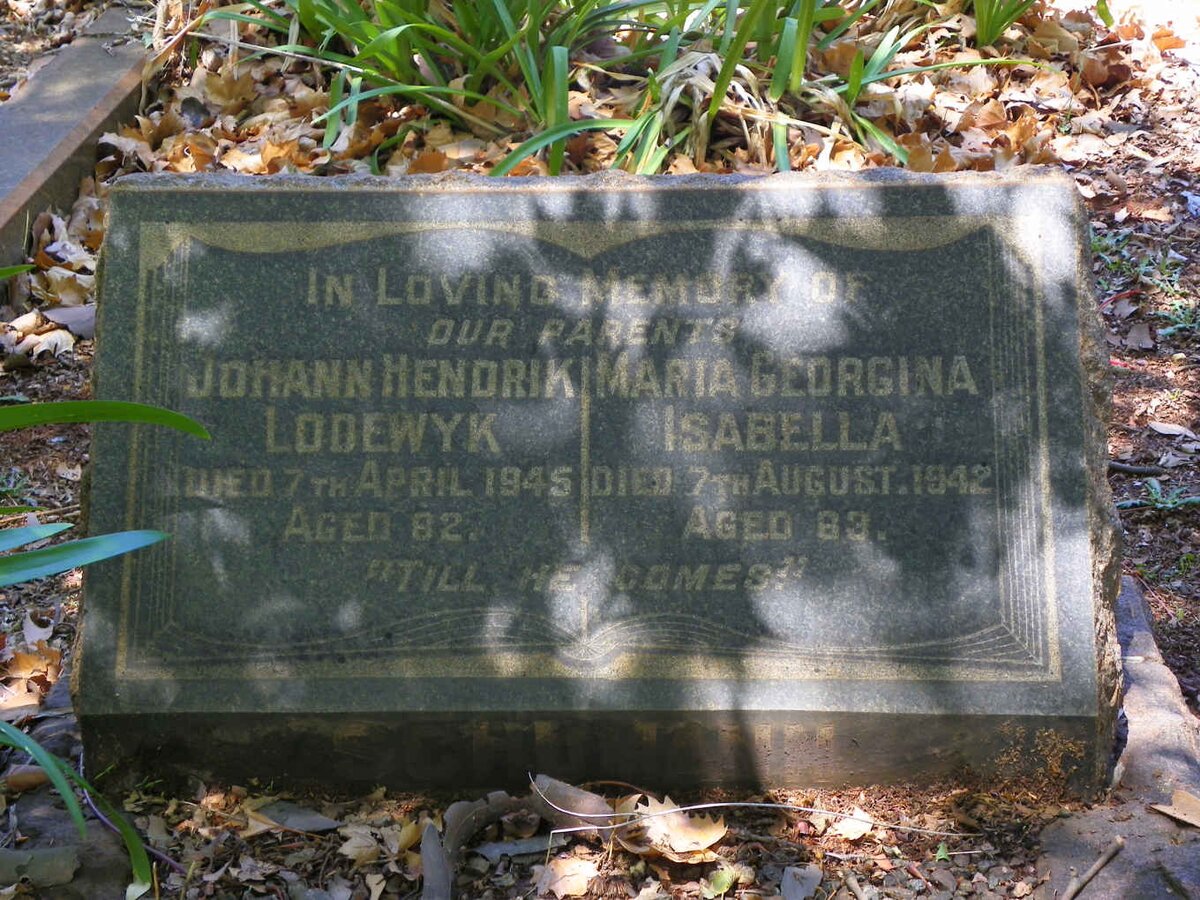 IN LOVING MEMORY OF
OUR PARENTS
JOHANN HENDRIK
LODEWYK
DIED 7TH APRIL 1945
AGED 82.
MARIA GEORGINA
ISABELLA
DIED 7TH AUGUST. 1942
AGED 83.
"TILL HE COMES."